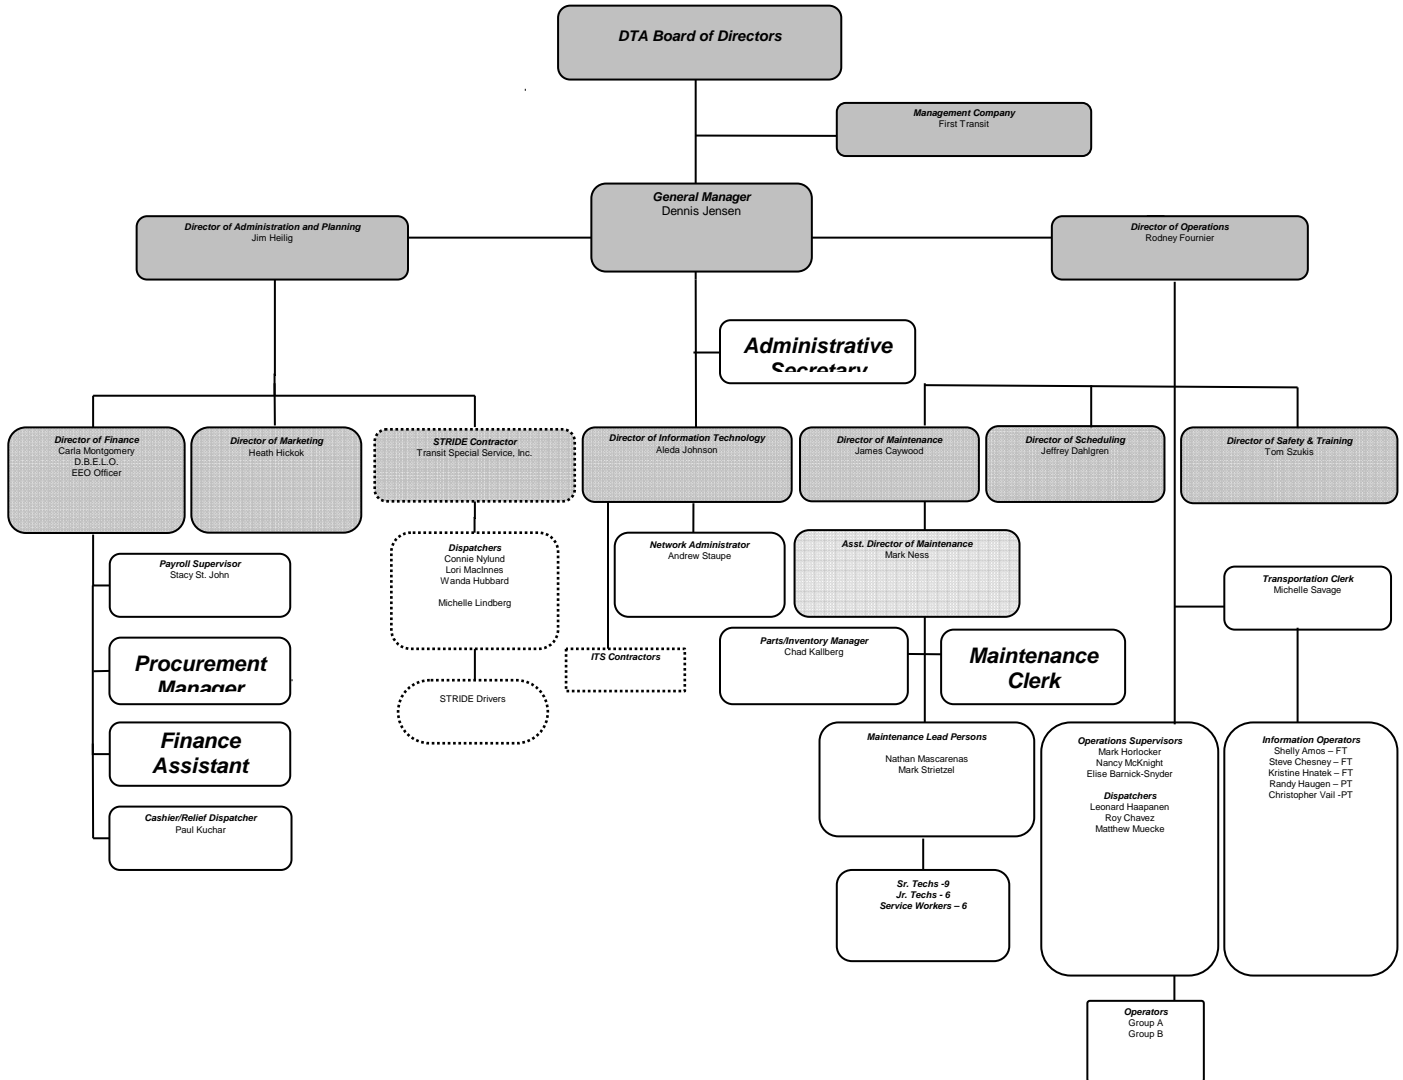 DTA Board of Directors
Management Company
First Transit
General Manager
Dennis Jensen
Director of Administration and Planning
Jim Heilig
Director of Operations
Rodney Fournier
Administrative
Secretary
Director of Finance
Carla Montgomery
D.B.E.L.O.
EEO Officer
Director of Marketing
Heath Hickok
STRIDE Contractor
Transit Special Service, Inc.
Director of Information Technology
Aleda Johnson
Director of Maintenance
James Caywood
Director of Scheduling
Jeffrey Dahlgren
Director of Safety & Training
Tom Szukis
Payroll Supervisor
Stacy St. John
Dispatchers
Connie Nylund
Lori MacInnes
Wanda Hubbard
Michelle Lindberg
Network Administrator
Andrew Staupe
Asst. Director of Maintenance
Mark Ness
Transportation Clerk
Michelle Savage
Procurement
Manager
STRIDE Drivers
ITS Contractors
Parts/Inventory Manager
Chad Kallberg
Maintenance
Clerk
Finance
Assistant
Cashier/Relief Dispatcher
Paul Kuchar
Maintenance Lead Persons
Nathan Mascarenas
Mark Strietzel
Operations Supervisors
Mark Horlocker
Nancy McKnight
Elise Barnick-Snyder
Dispatchers
Leonard Haapanen
Roy Chavez
Matthew Muecke
Information Operators
Shelly Amos – FT
Steve Chesney – FT
Kristine Hnatek – FT
Randy Haugen – PT
Christopher Vail -PT
Sr. Techs -9
Jr. Techs - 6
Service Workers – 6
Operators
Group A
Group B